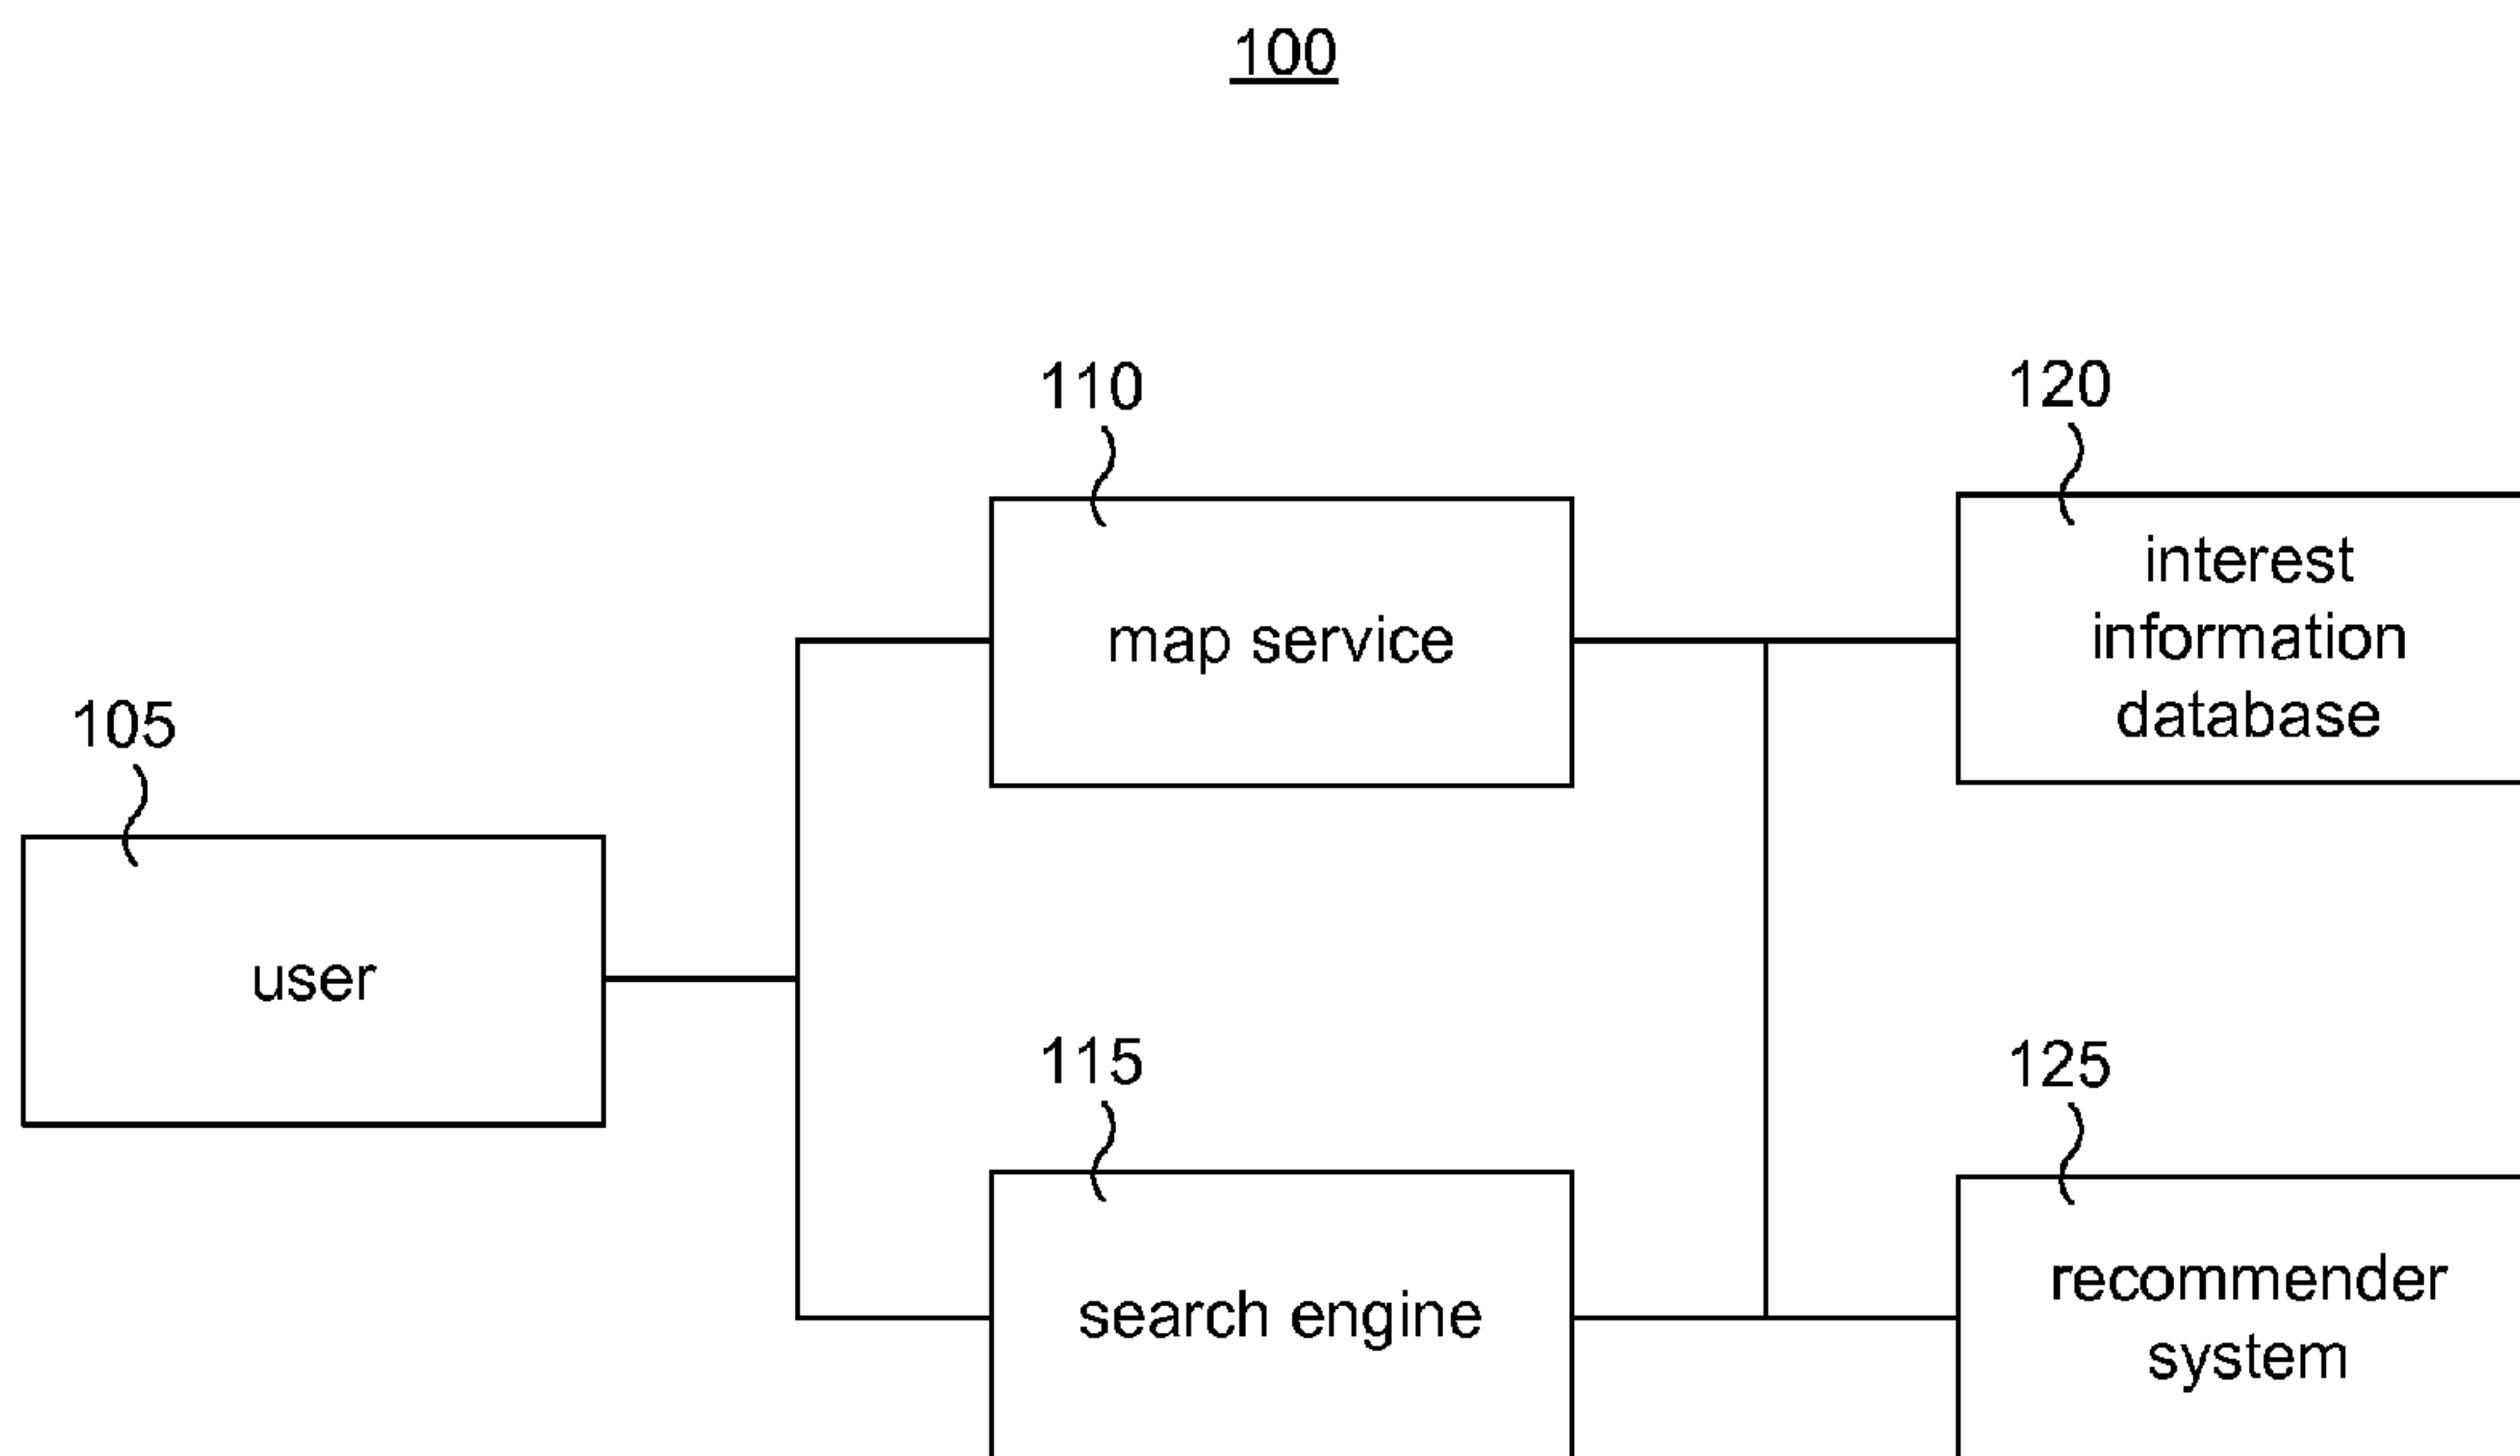 100
110
120
map service
interest
information
database
105
user
115
125
search engine
recommender
system